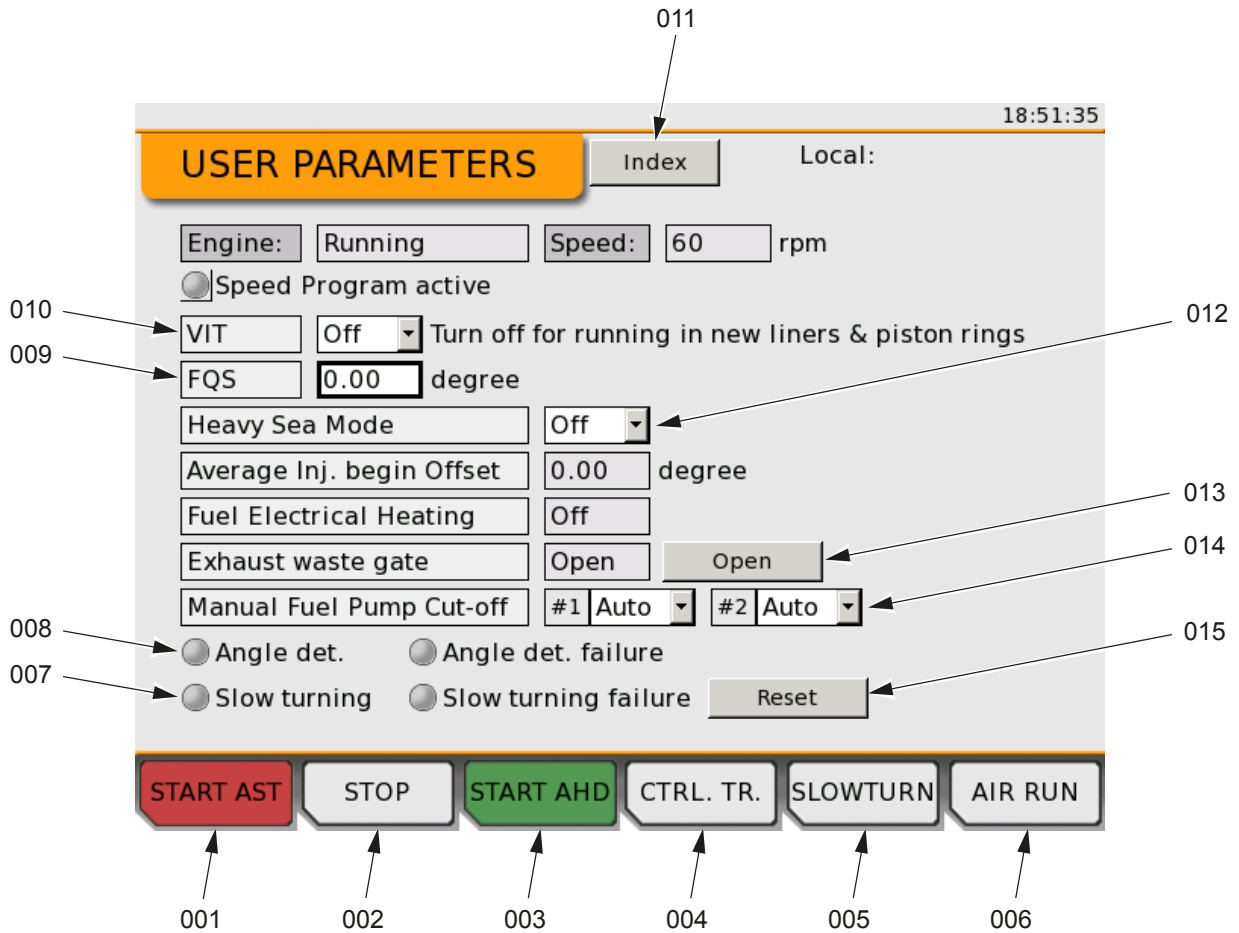 011
18:51:35
USER PARAMETERS Index Local:
Engine: Running Speed: 60 rpm
Speed Program active
010
VIT Off Turn off for running in new liners & piston rings
012
009
FQS 0.00 degree
Heavy Sea Mode Off
Average Inj. begin Offset 0.00 degree
013
Fuel Electrical Heating Off
014
Exhaust waste gate Open Open
Manual Fuel Pump Cut-off #1 Auto #2 Auto
008
015
Angle det. Angle det. failure
007
Slow turning Slow turning failure Reset
START AST STOP START AHD CTRL. TR. SLOWTURN AIR RUN
001 002 003 004 005 006